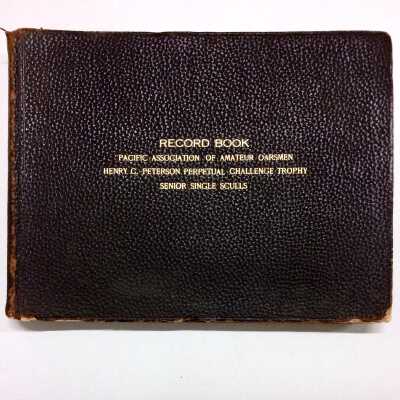 RECORD BOOK
PACIFIC ASSOCIATION OF AMATEUR OARSMEN
HENRY C. PETERSON PERPETUAL CHALLENGE TROPHY
SENIOR SINGLE SCULLS